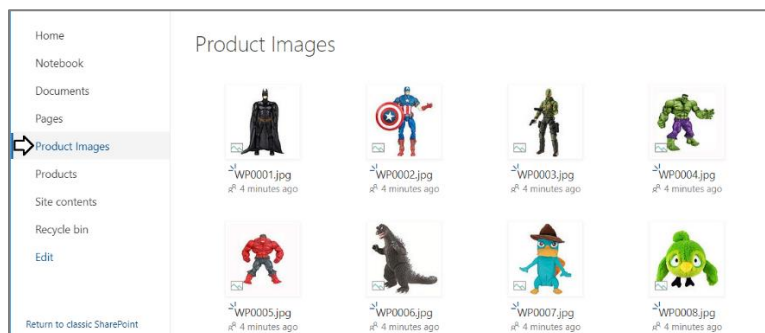 Home
Notebook
Documents
Pages
Product Images
Products
Site contents
Recycle bin
Edit
Return to classic SharePoint
Product Images
WP0001.jpg
4 minutes ago
WP0002.jpg
4 minutes ago
WP0003.jpg
4 minutes ago
WP0004.jpg
4 minutes ago
WP0005.jpg
4 minutes ago
WP0006.jpg
4 minutes ago
WP0007.jpg
4 minutes ago
WP0008.jpg
4 minutes ago